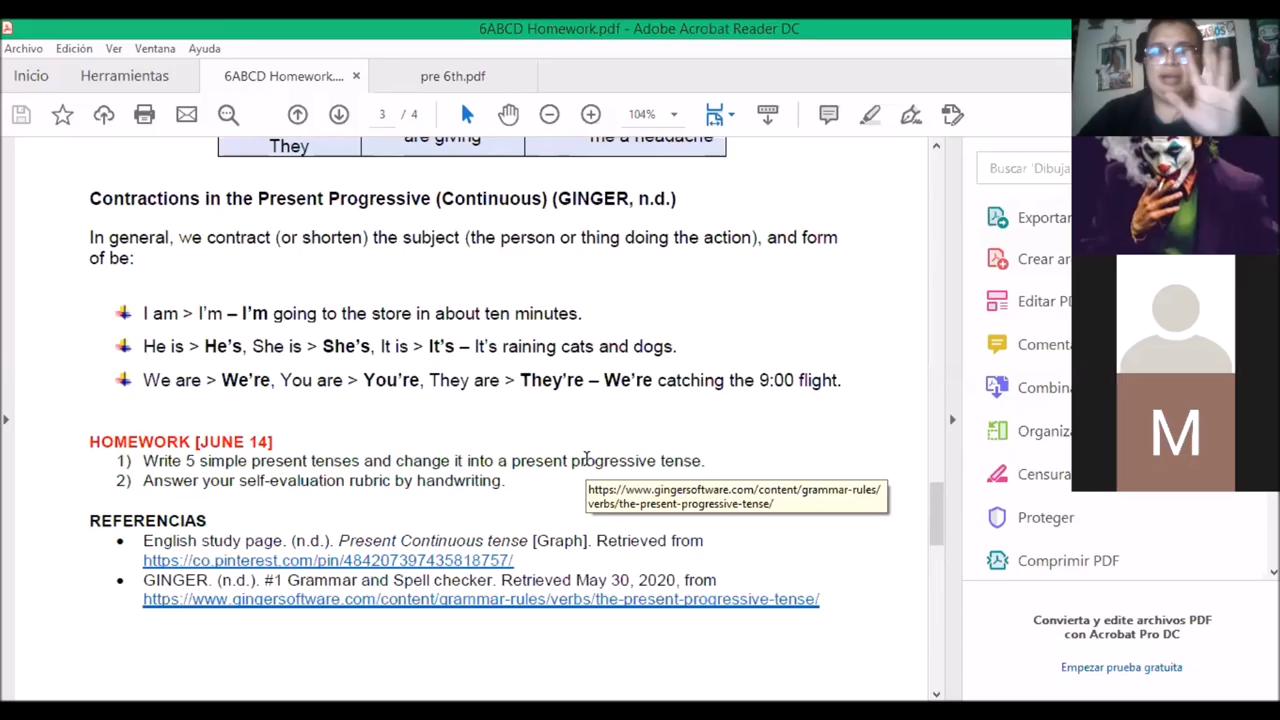 6ABCD Homework.pdf - Adobe Acrobat Reader DC
Archivo Edición Ver Ventana Ayuda
Inicio Herramientas 6ABCD Homework.... × pre 6th.pdf
3 / 4 104%
They are giving me a headache
Contractions in the Present Progressive (Continuous) (GINGER, n.d.)
In general, we contract (or shorten) the subject (the person or thing doing the action), and form
of be:
I am > I'm – I'm going to the store in about ten minutes.
He is > He's, She is > She's, It is > It's – It's raining cats and dogs.
We are > We're, You are > You're, They are > They're – We're catching the 9:00 flight.
HOMEWORK [JUNE 14]
1) Write 5 simple present tenses and change it into a present progressive tense.
2) Answer your self-evaluation rubric by handwriting.
https://www.gingersoftware.com/content/grammar-rules/
verbs/the-present-progressive-tense/
REFERENCIAS
• English study page. (n.d.). Present Continuous tense [Graph]. Retrieved from
https://co.pinterest.com/pin/484207397435818757/
• GINGER. (n.d.). #1 Grammar and Spell checker. Retrieved May 30, 2020, from
https://www.gingersoftware.com/content/grammar-rules/verbs/the-present-progressive-tense/
Buscar 'Dibuja
Exportar
Crear ar
Editar PD
Comenta
Combina
Organiza
Censura
Proteger
Comprimir PDF
Convierta y edite archivos PDF
con Acrobat Pro DC
Empezar prueba gratuita
M